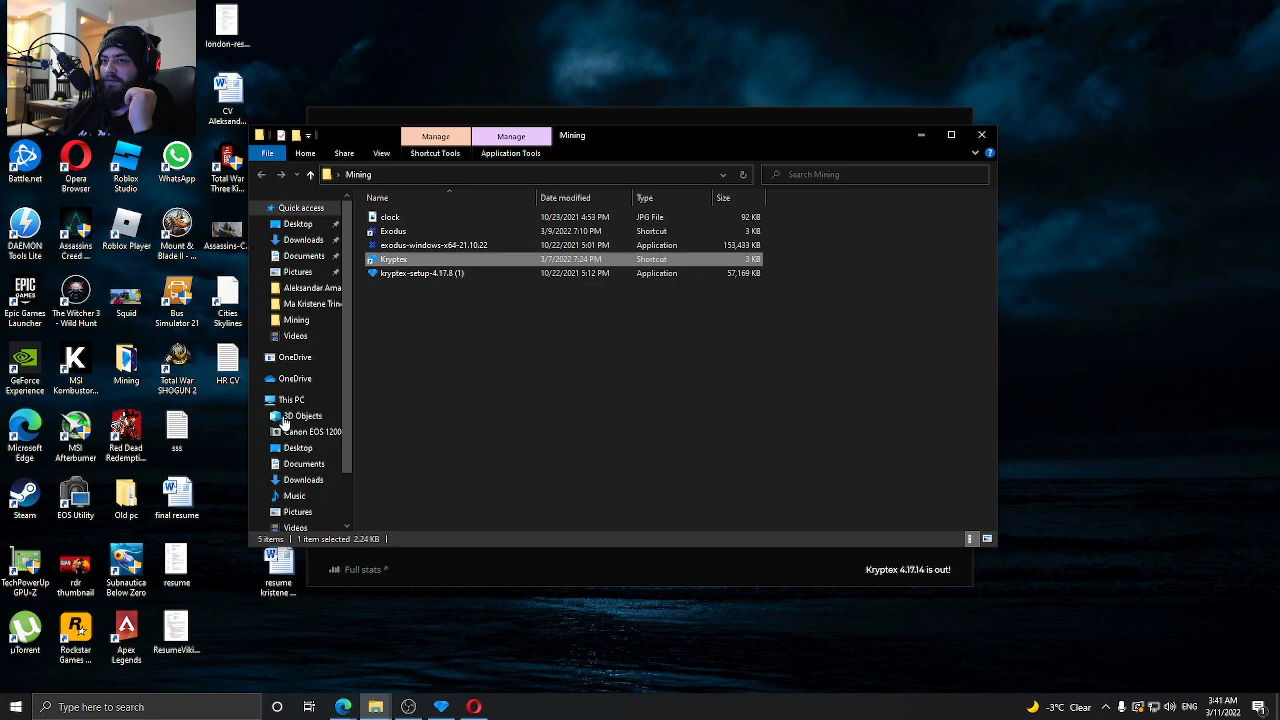 london-res...
CV
Aleksand...
Battle.net
Opera
Browser
Roblox
Studio
WhatsApp
Total War
Three Ki...
DAEMON
Tools Lite
Assassins
Creed
Roblox Player
Mount &
Blade
Assassin-C...
Epic Games
Launcher
The Witcher 3
- Wild Hunt
Squid
Bus
Simulator 21
Cities
Skylines
GeForce
Experience
MSI
Kombustor...
Mining
Total War
SHOGUN 2
HR CV
Microsoft
Edge
MSI
Afterburner
Red Dead
Redempti...
sss
Steam
EOS Utility
Old pc
final resume
TechPowerUp
GPU-Z
rdr
thumbnail
Subnautica
Below Zero
resume
resume
kristene ...
µTorrent
Rockstar
Games ...
Apex
Legends
ResumeViki...
Manage
Manage
Mining
File
Home
Share
View
Shortcut Tools
Application Tools
Mining
Search Mining
Name
Date modified
Type
Size
clock
10/23/2021 4:53 PM
JPG File
92 KB
Exodus
3/9/2022 7:10 PM
Shortcut
3 KB
exodus-windows-x64-21.10.22
10/22/2021 5:01 PM
Application
153,433 KB
Kryptex
3/7/2022 7:24 PM
Shortcut
3 KB
kryptex-setup-4.17.8 (1)
10/22/2021 5:12 PM
Application
57,169 KB
Quick access
Desktop
Downloads
Documents
Pictures
Aleksandar Ama
Ma Kristene Trin
Mining
Videos
OneDrive
OneDrive
This PC
3D Objects
Canon EOS 1200
Desktop
Documents
Downloads
Music
Pictures
Videos
5 items
1 item selected 2.24 KB
Full stats
Kryptex 4.17.14 is out!
Type here to search
-3°C Clear
ENG
3:41 AM
3/11/2022